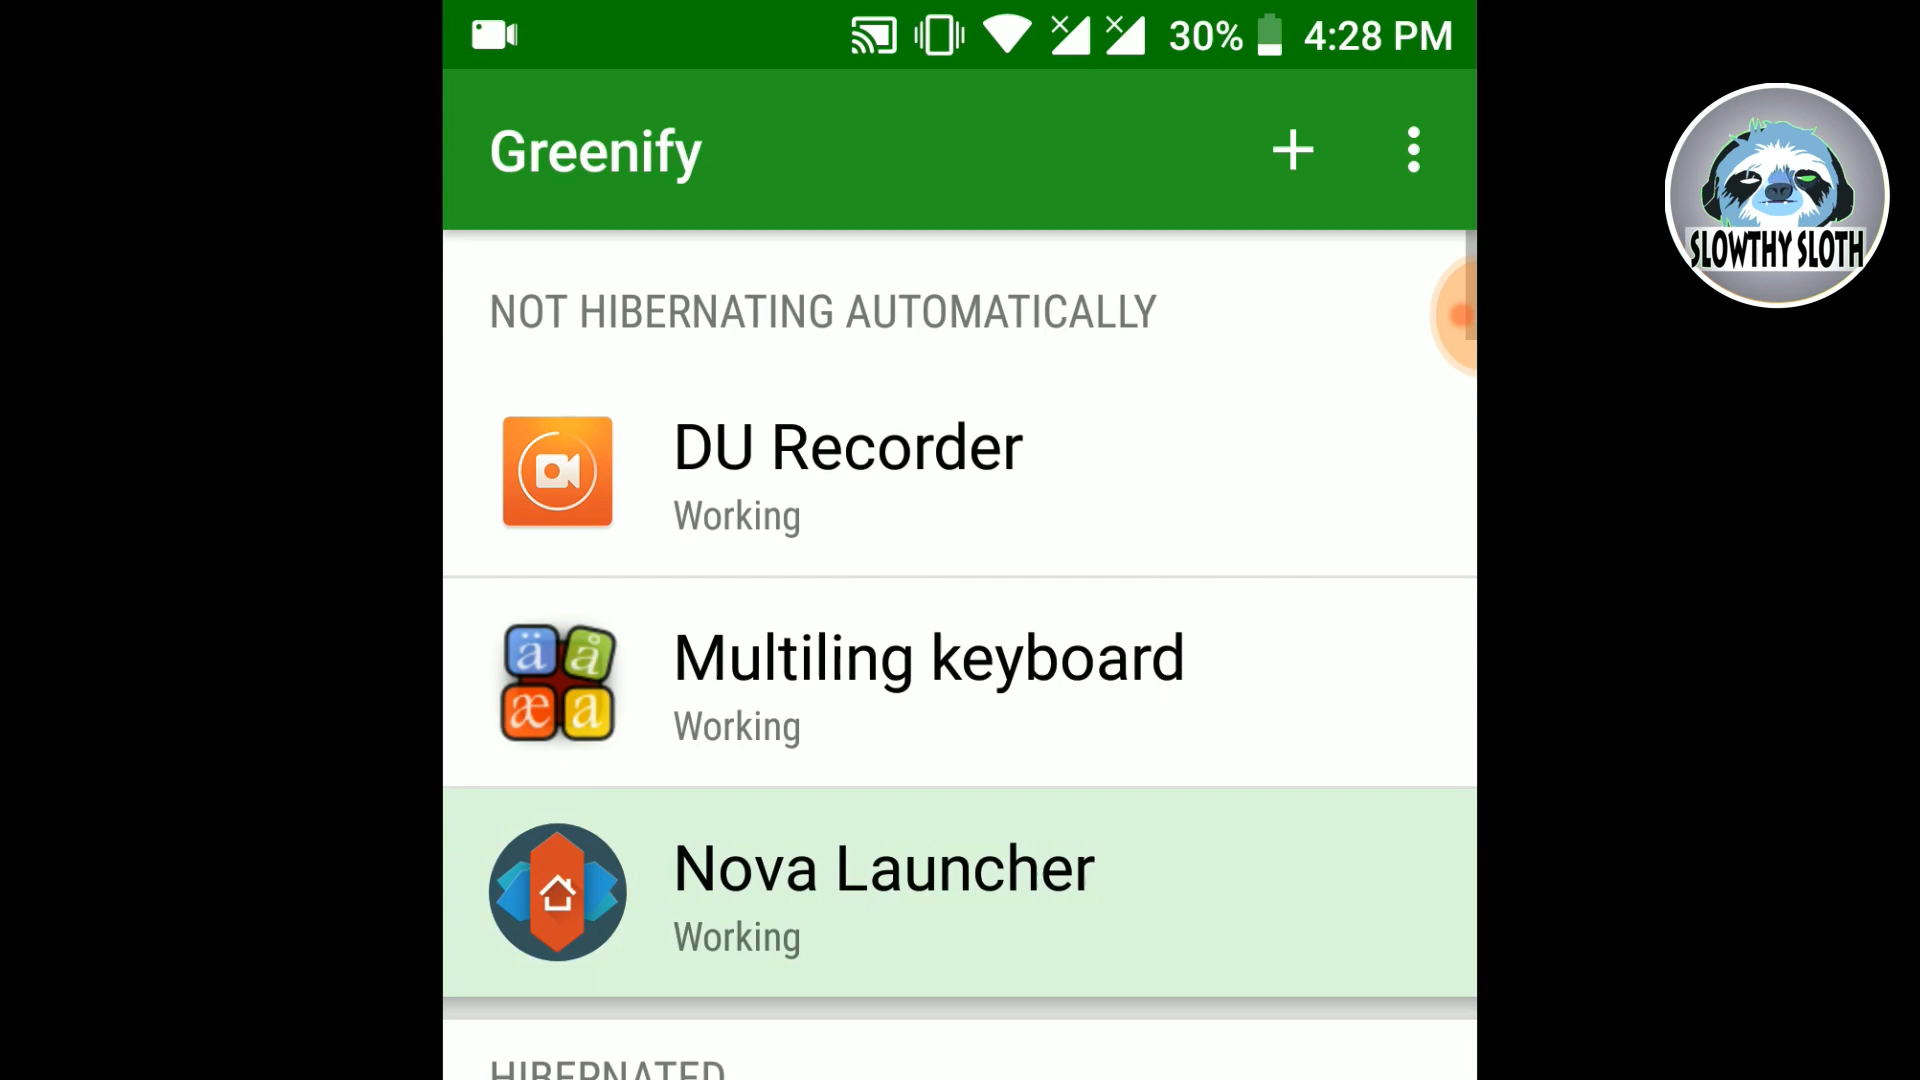 30% 4:28 PM
Greenify
SLOWTHY SLOTH
NOT HIBERNATING AUTOMATICALLY
DU Recorder
Working
ä å
Multiling keyboard
æ a
Working
Nova Launcher
Working
HIBERNATED